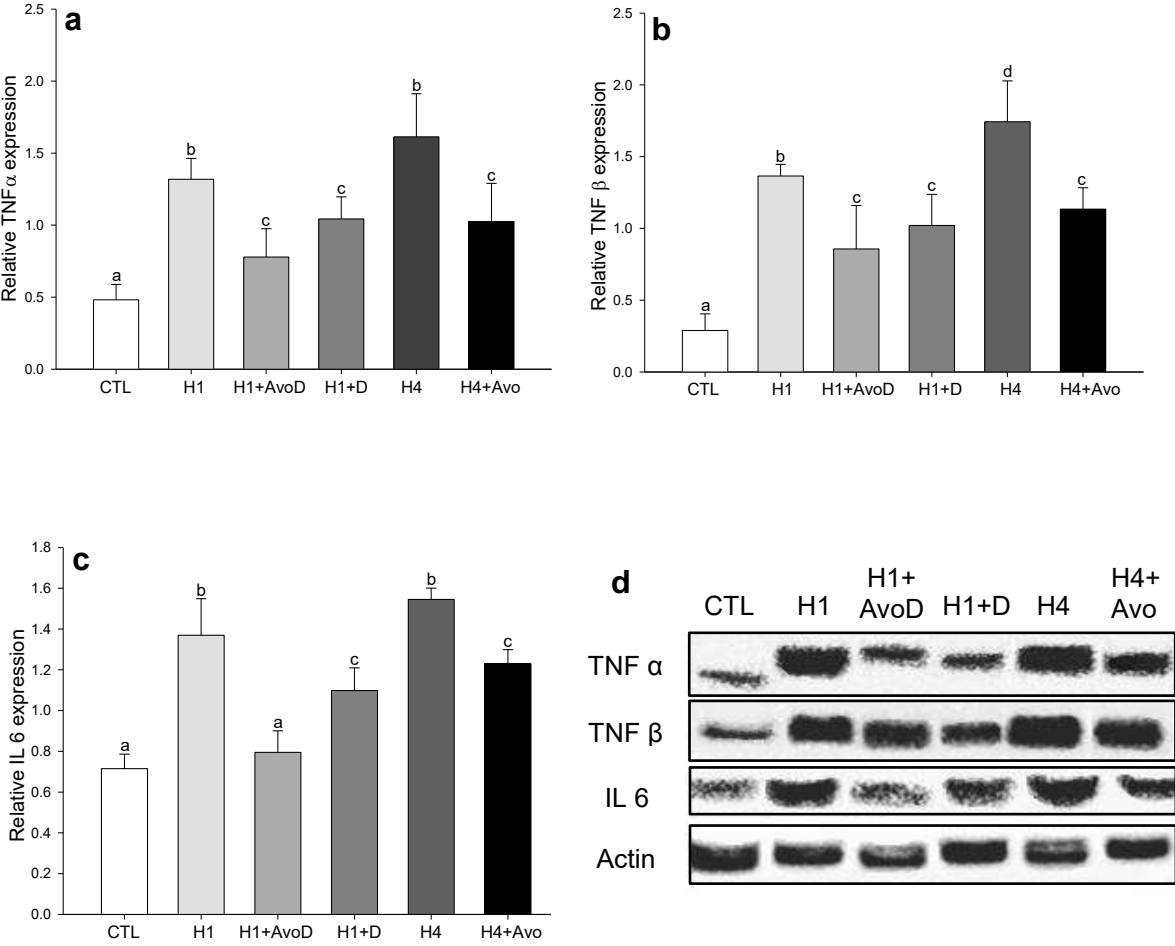 a
Relative TNFα expression
2.5
2.0
1.5
1.0
0.5
0.0
a
b
c
c
b
c
CTL H1 H1+AvoD H1+D H4 H4+Avo
b
Relative TNF β expression
2.5
2.0
1.5
1.0
0.5
0.0
a
b
c
c
d
c
CTL H1 H1+AvoD H1+D H4 H4+Avo
c
Relative IL 6 expression
1.8
1.6
1.4
1.2
1.0
0.8
0.6
0.4
0.2
0.0
a
b
a
c
b
c
CTL H1 H1+AvoD H1+D H4 H4+Avo
d
CTL H1 H1+ AvoD H1+D H4 H4+ Avo
TNF α
TNF β
IL 6
Actin